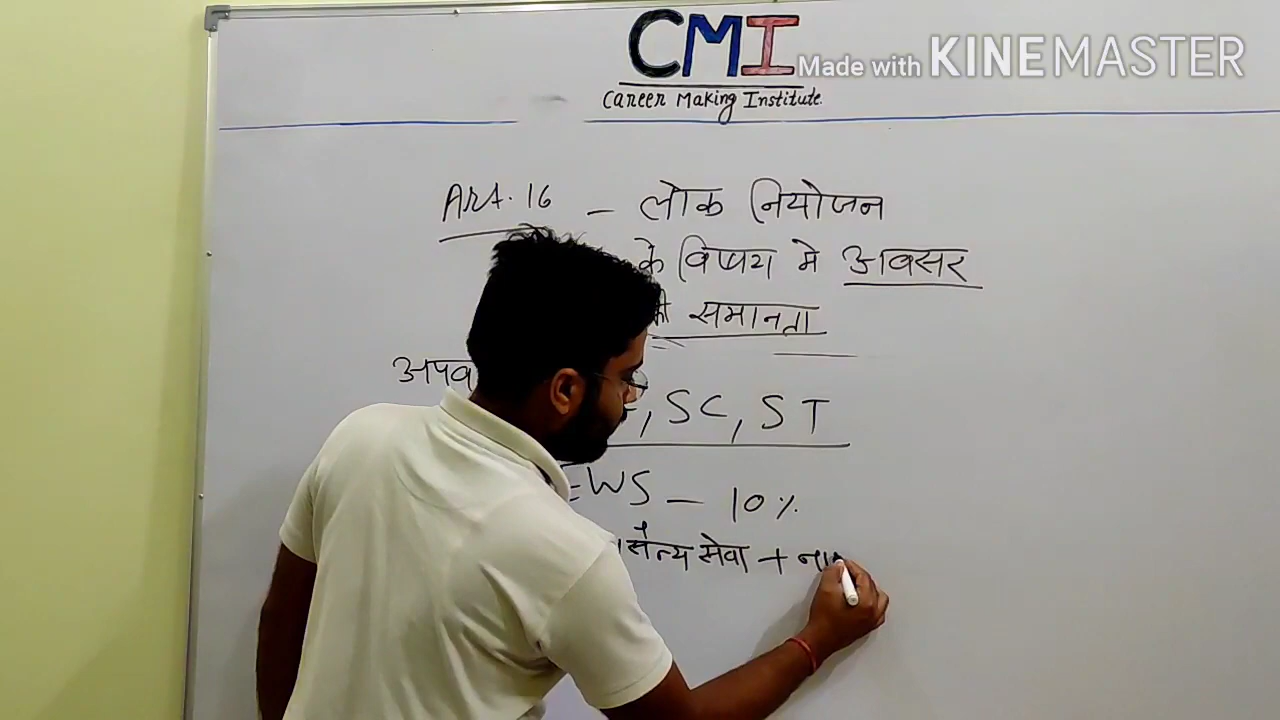 CMI
Made with KINEMASTER
Career Making Institute.
Art. 16 – लोक नियोजन
के विषय मे अवसर
की समानता
, SC, ST
EWS – 10%
सैन्य सेवा +